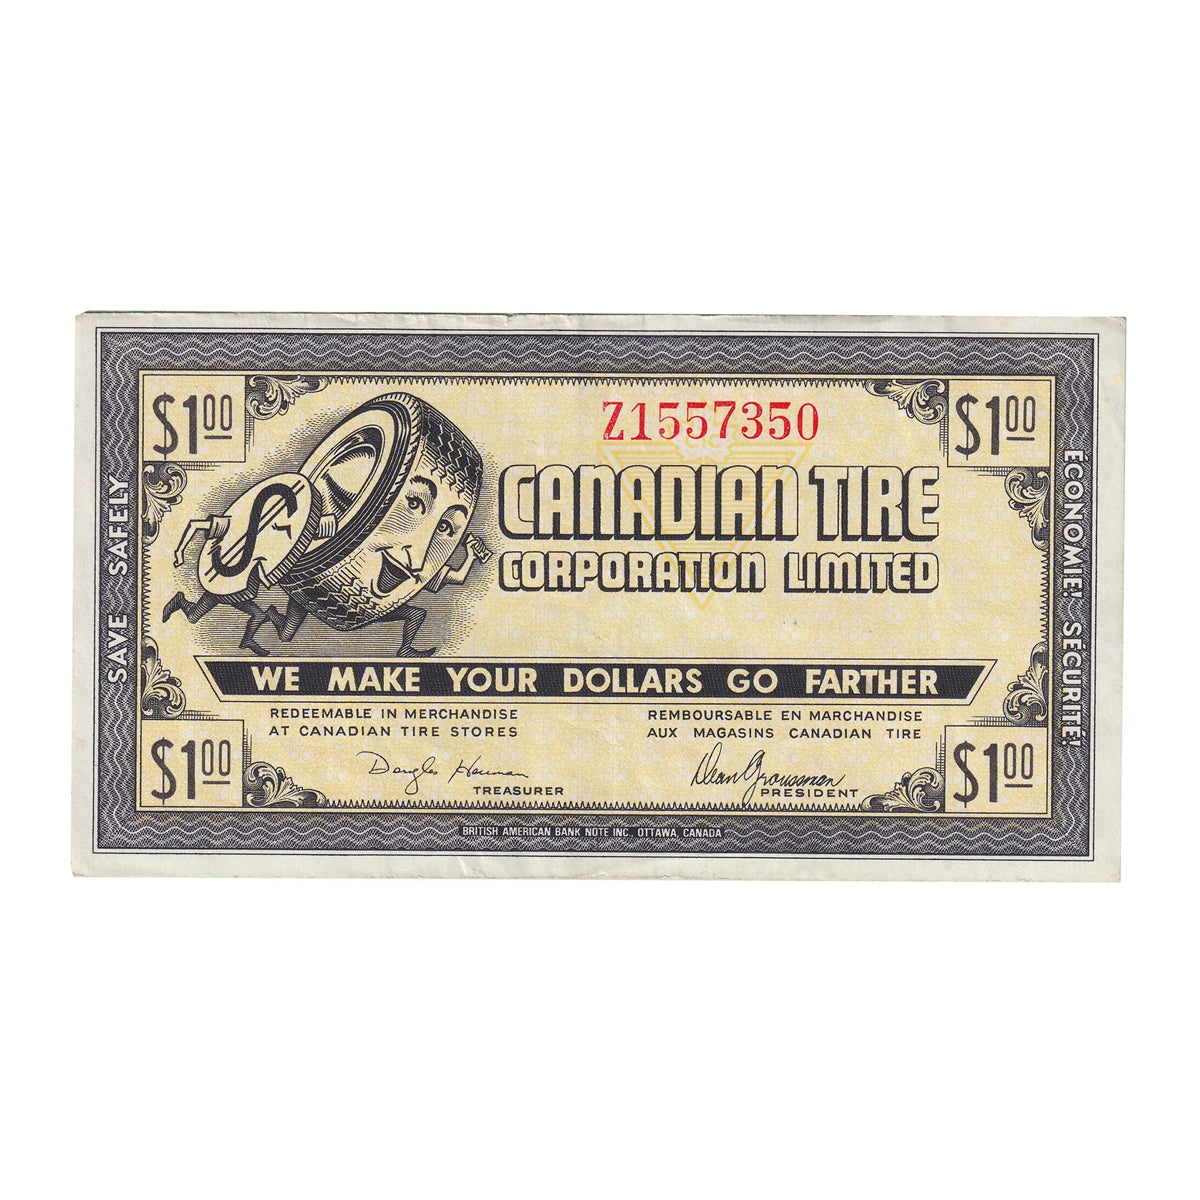 Z1557350
$1.00
$1.00
CANADIAN TIRE
CORPORATION LIMITED
SAVE SAFELY
ÉCONOMIE! SÉCURITÉ!
WE MAKE YOUR DOLLARS GO FARTHER
REDEEMABLE IN MERCHANDISE
AT CANADIAN TIRE STORES
REMBOURSABLE EN MARCHANDISE
AUX MAGASINS CANADIAN TIRE
$1.00
$1.00
TREASURER
Dean Groussman
PRESIDENT
BRITISH AMERICAN BANK NOTE INC., OTTAWA, CANADA